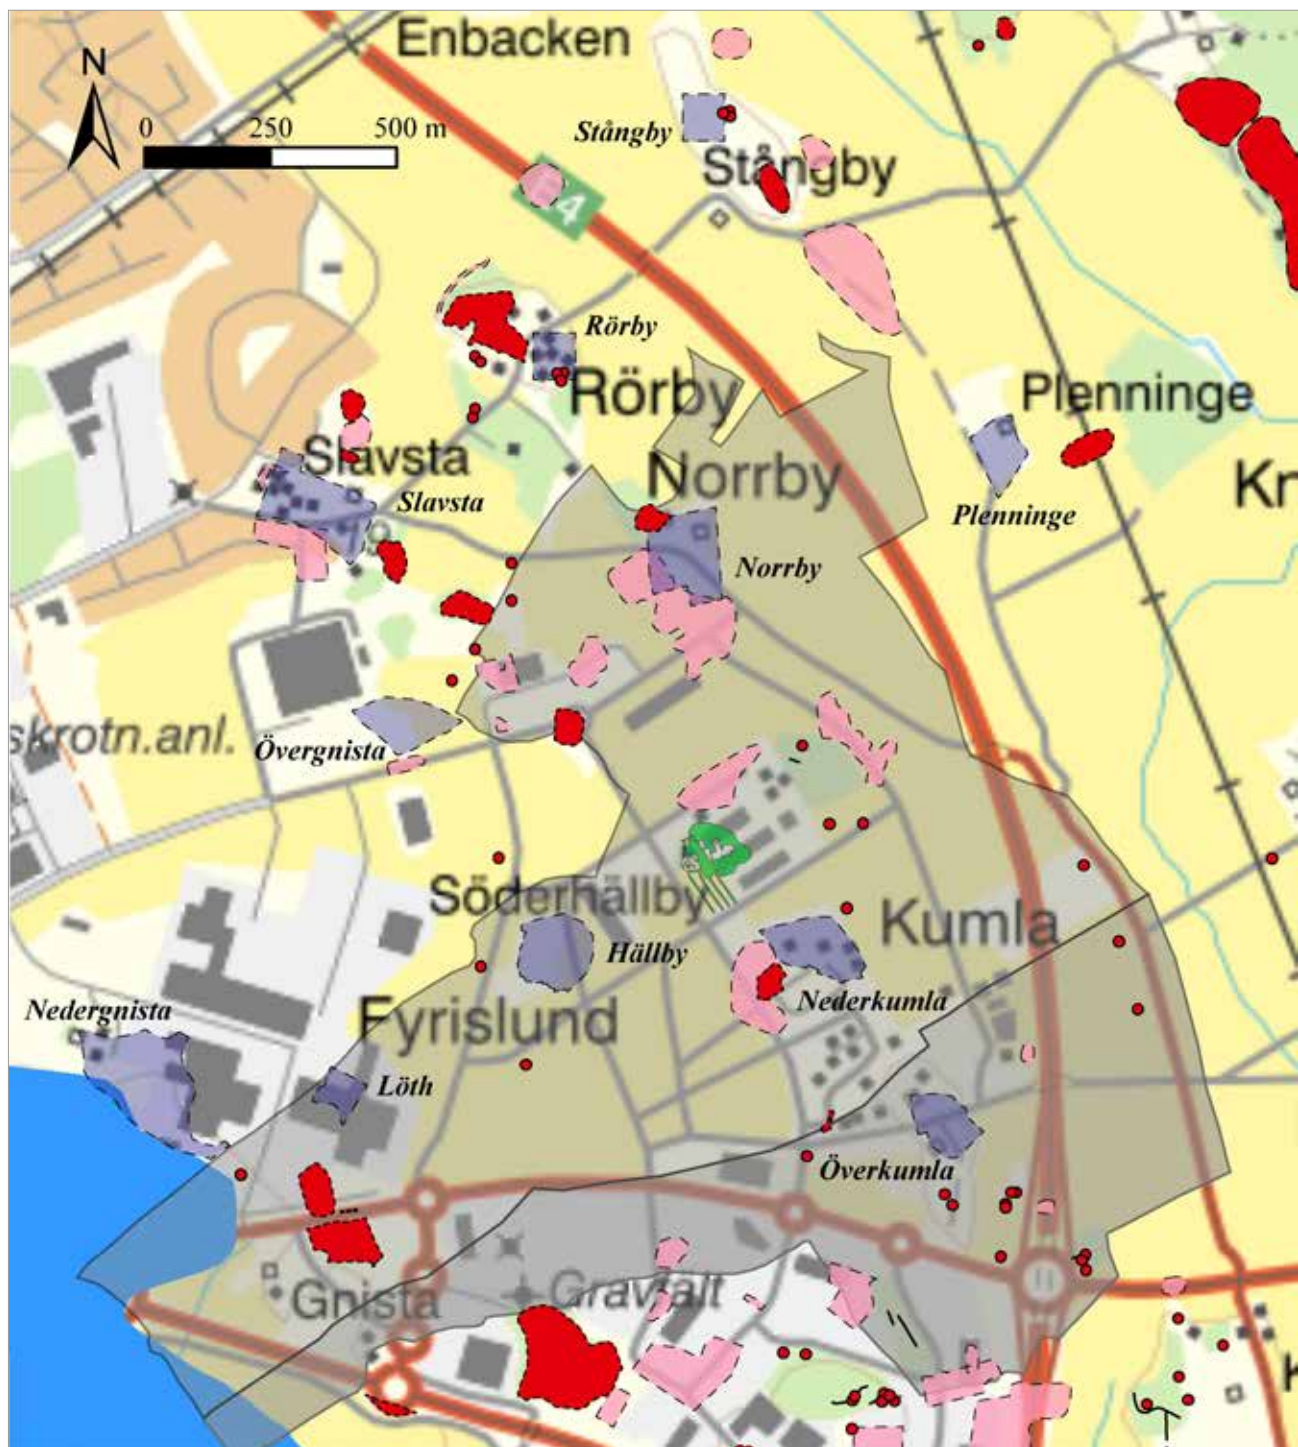 Enbacken
N
0 250 500 m
Stångby
Stångby
4
Rörby
Rörby
Plenninge
Slavsta
Norrby
Kn
Slavsta
Plenninge
Norrby
skrotn.anl.
Övergnista
Söderhällby
Kumla
Hällby
Nederkumla
Nedergnista
Fyrislund
Löth
Överkumla
Gnista
Gravfält
K